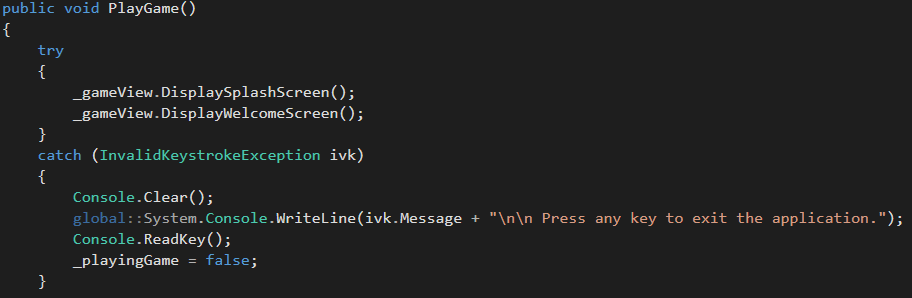 public void PlayGame()
{
    try
    {
        _gameView.DisplaySplashScreen();
        _gameView.DisplayWelcomeScreen();
    }
    catch (InvalidKeystrokeException ivk)
    {
        Console.Clear();
        global::System.Console.WriteLine(ivk.Message + "\n\n Press any key to exit the application.");
        Console.ReadKey();
        _playingGame = false;
    }